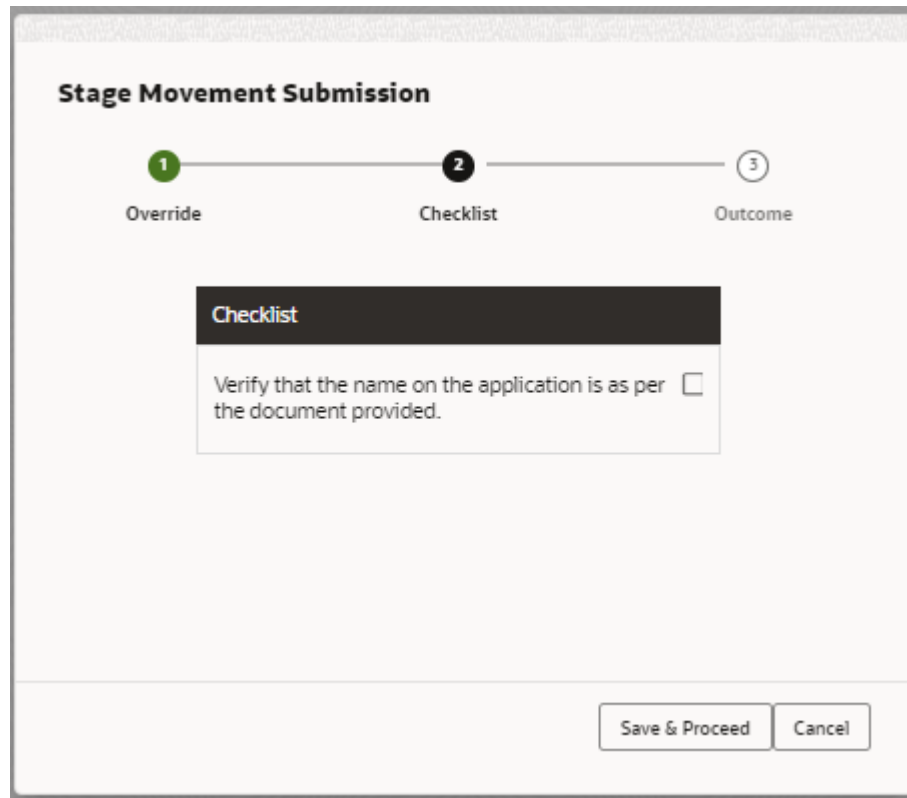 Stage Movement Submission
1 2 3
Override Checklist Outcome
Checklist
Verify that the name on the application is as per
the document provided.
Save & Proceed Cancel